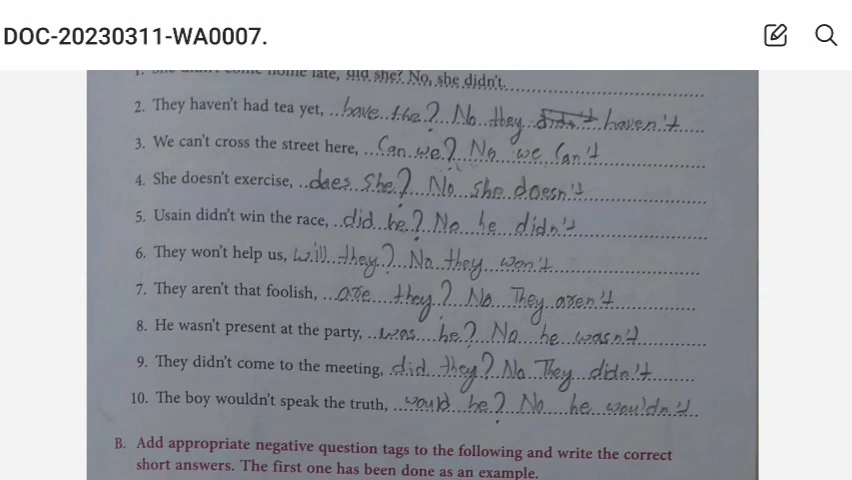 DOC-20230311-WA0007.
1. She didn't come home late, did she? No, she didn't.
2. They haven't had tea yet, have the? No they didn't haven't
3. We can't cross the street here, Can we? No we Can't
4. She doesn't exercise, does she? No she doesn't
5. Usain didn't win the race, did he? No he didn't
6. They won't help us, will they? No they won't
7. They aren't that foolish, are they? No They aren't
8. He wasn't present at the party, was he? No he wasn't
9. They didn't come to the meeting, did they? No They didn't
10. The boy wouldn't speak the truth, would he? No he wouldn't
B. Add appropriate negative question tags to the following and write the correct
short answers. The first one has been done as an example.